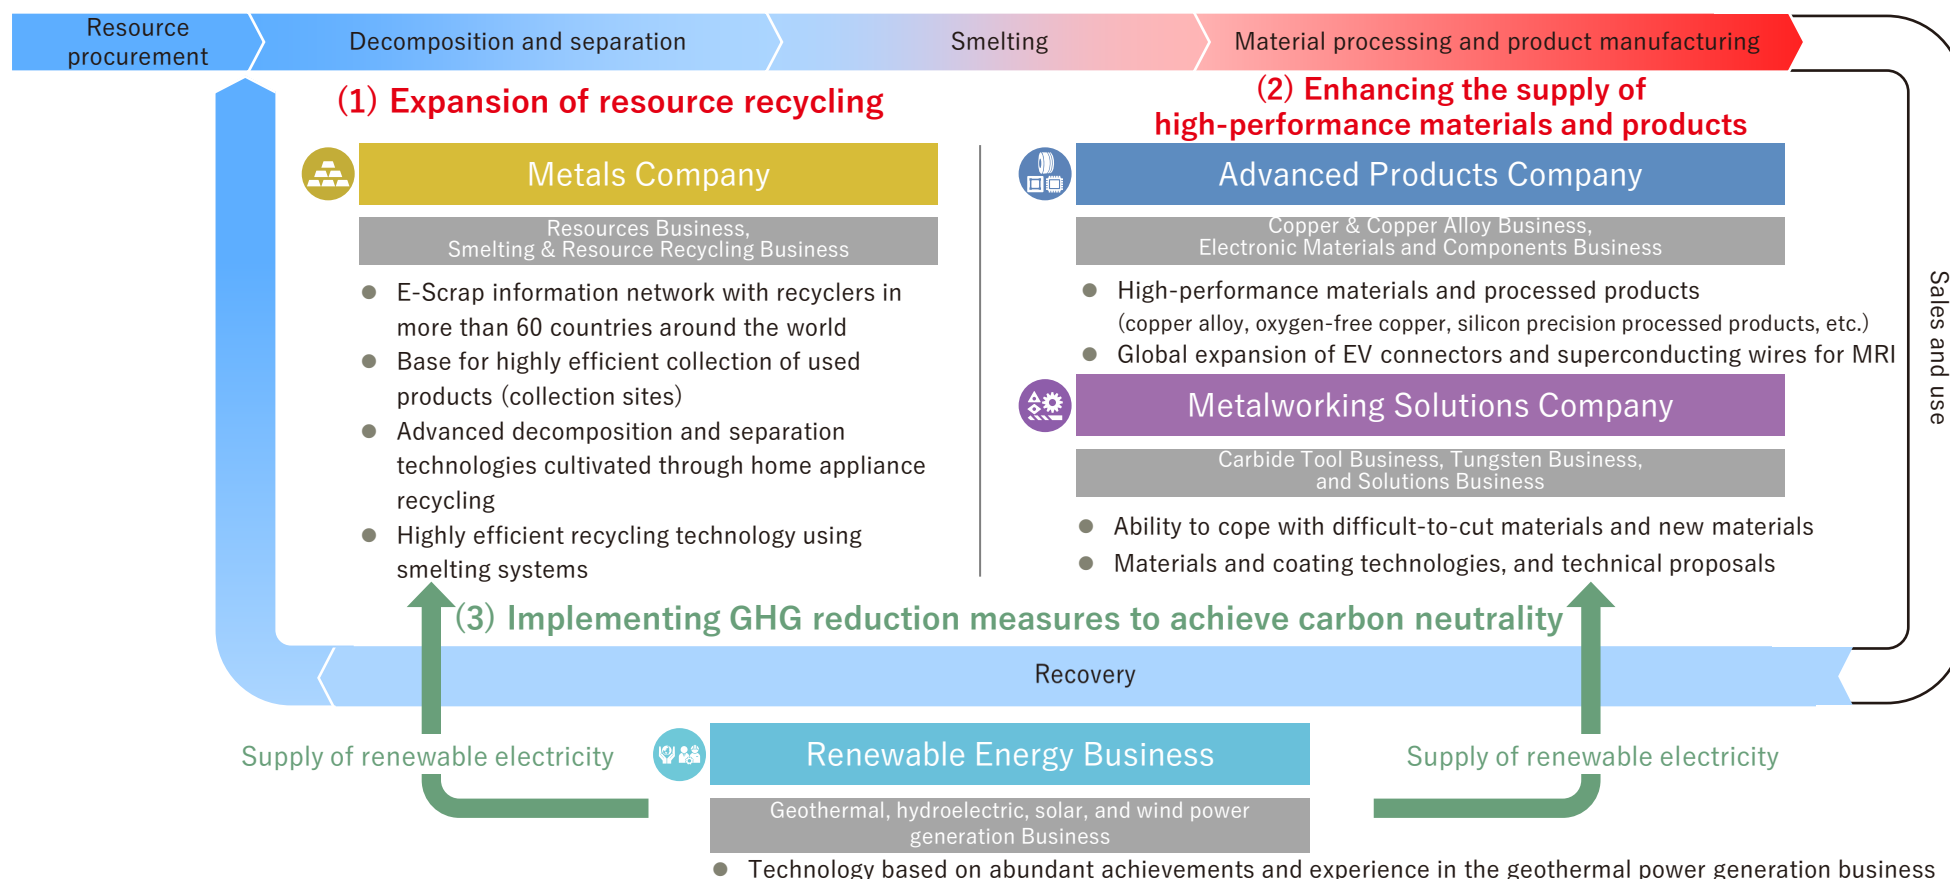 Resource
procurement
Decomposition and separation
Smelting
Material processing and product manufacturing
(1) Expansion of resource recycling
Metals Company
Resources Business,
Smelting & Resource Recycling Business
● E-Scrap information network with recyclers in
more than 60 countries around the world
● Base for highly efficient collection of used
products (collection sites)
● Advanced decomposition and separation
technologies cultivated through home appliance
recycling
● Highly efficient recycling technology using
smelting systems
(2) Enhancing the supply of
high-performance materials and products
Advanced Products Company
Copper & Copper Alloy Business,
Electronic Materials and Components Business
● High-performance materials and processed products
(copper alloy, oxygen-free copper, silicon precision processed products, etc.)
● Global expansion of EV connectors and superconducting wires for MRI
Metalworking Solutions Company
Carbide Tool Business, Tungsten Business,
and Solutions Business
● Ability to cope with difficult-to-cut materials and new materials
● Materials and coating technologies, and technical proposals
Sales and use
(3) Implementing GHG reduction measures to achieve carbon neutrality
Recovery
Supply of renewable electricity
Renewable Energy Business
Geothermal, hydroelectric, solar, and wind power
generation Business
● Technology based on abundant achievements and experience in the geothermal power generation business
Supply of renewable electricity